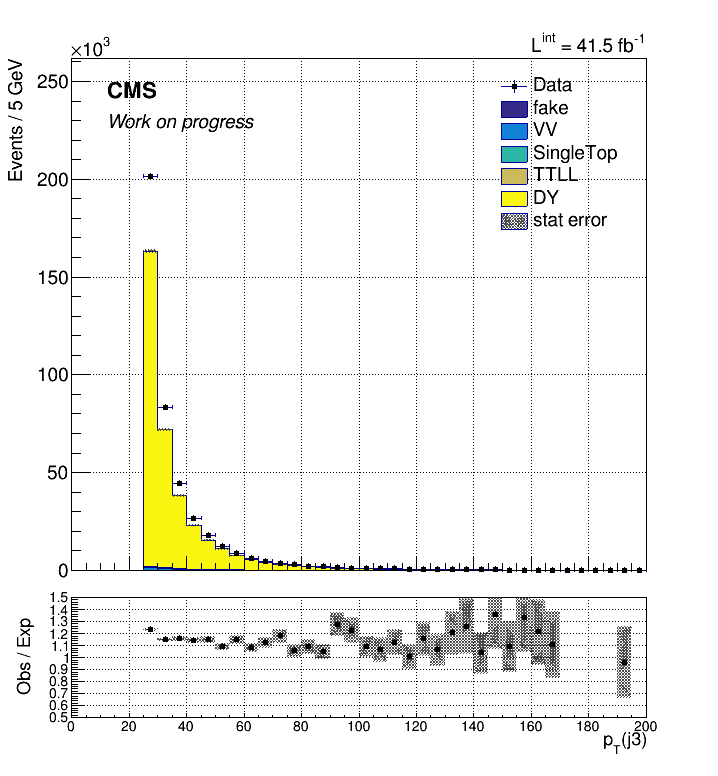 ×10³
L^int = 41.5 fb⁻¹
Events / 5 GeV
250
200
150
100
50
0
CMS
Work on progress
Data
fake
VV
SingleTop
TTLL
DY
stat error
Obs / Exp
1.5
1.4
1.3
1.2
1.1
1
0.9
0.8
0.7
0.6
0.5
0 20 40 60 80 100 120 140 160 180 200
p_T(j3)